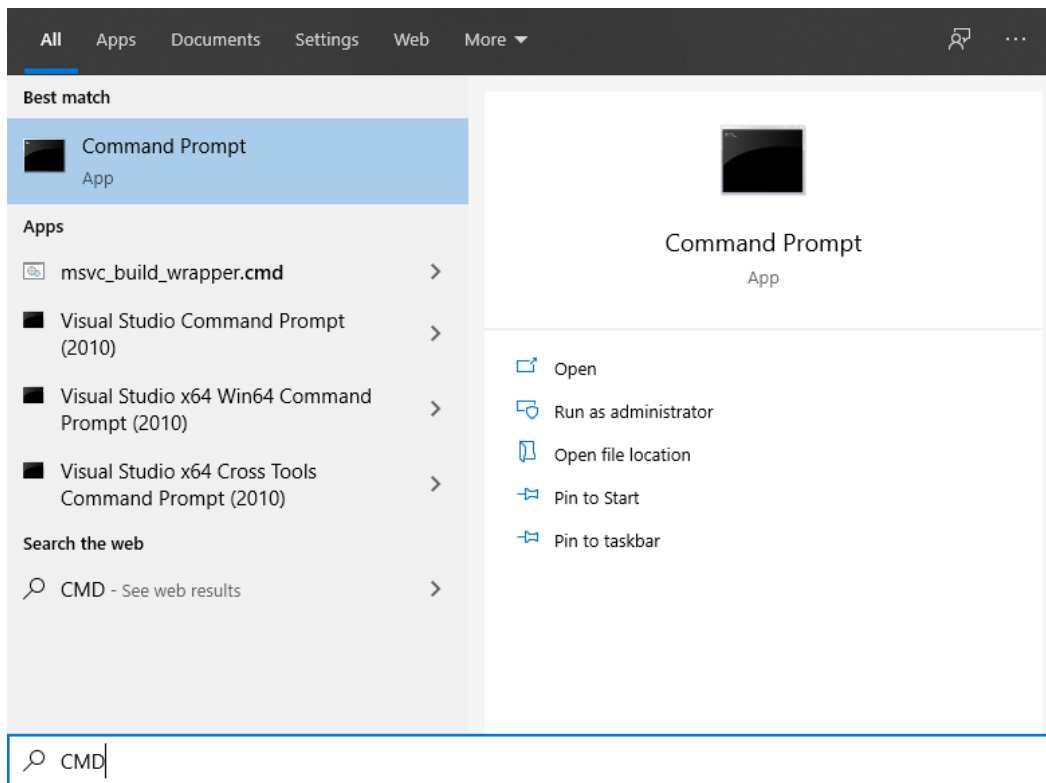 All Apps Documents Settings Web More
Best match
Command Prompt
App
Apps
msvc_build_wrapper.cmd
Visual Studio Command Prompt
(2010)
Visual Studio x64 Win64 Command
Prompt (2010)
Visual Studio x64 Cross Tools
Command Prompt (2010)
Search the web
CMD - See web results
Command Prompt
App
Open
Run as administrator
Open file location
Pin to Start
Pin to taskbar
CMD